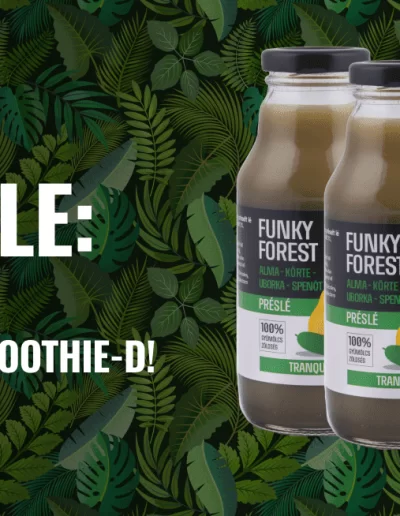 LE:
OOTHIE-D!
FUNKY
FOREST
ALMA - KÖRTE -
UBORKA - SPENÓT
PRÉSLÉ
100%
GYÜMÖLCS
ZÖLDSÉG
TRANQU
FUNKY
FOREST
ALMA - KÖRTE -
UBORKA - SPENÓT
PRÉSLÉ
100%
GYÜMÖLCS
ZÖLDSÉG
TRAN